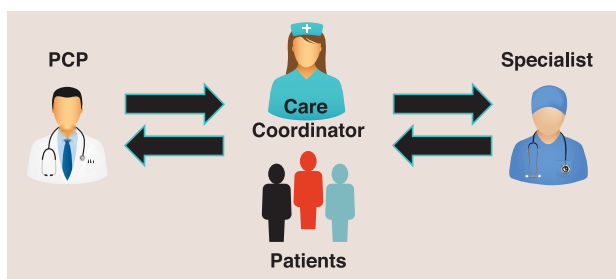 PCP
Care
Coordinator
Specialist
Patients